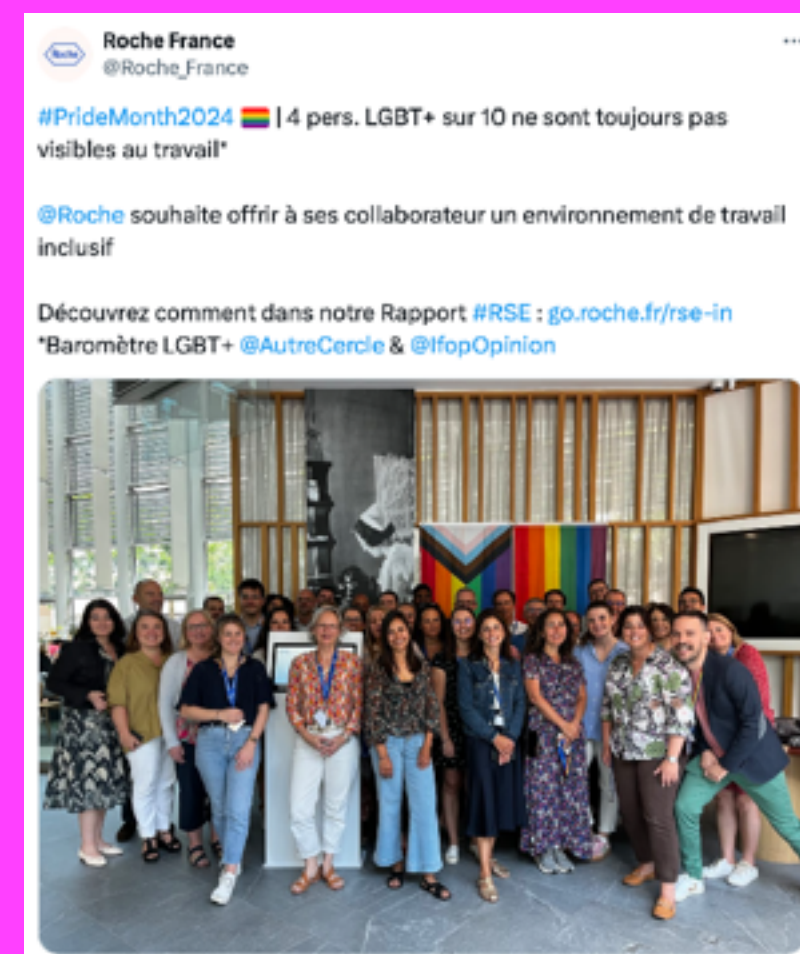 Roche France
@Roche_France
#PrideMonth2024 🏳️‍🌈 | 4 pers. LGBT+ sur 10 ne sont toujours pas
visibles au travail*
@Roche souhaite offrir à ses collaborateur un environnement de travail
inclusif
Découvrez comment dans notre Rapport #RSE : go.roche.fr/rse-in
*Baromètre LGBT+ @AutreCercle & @IfopOpinion